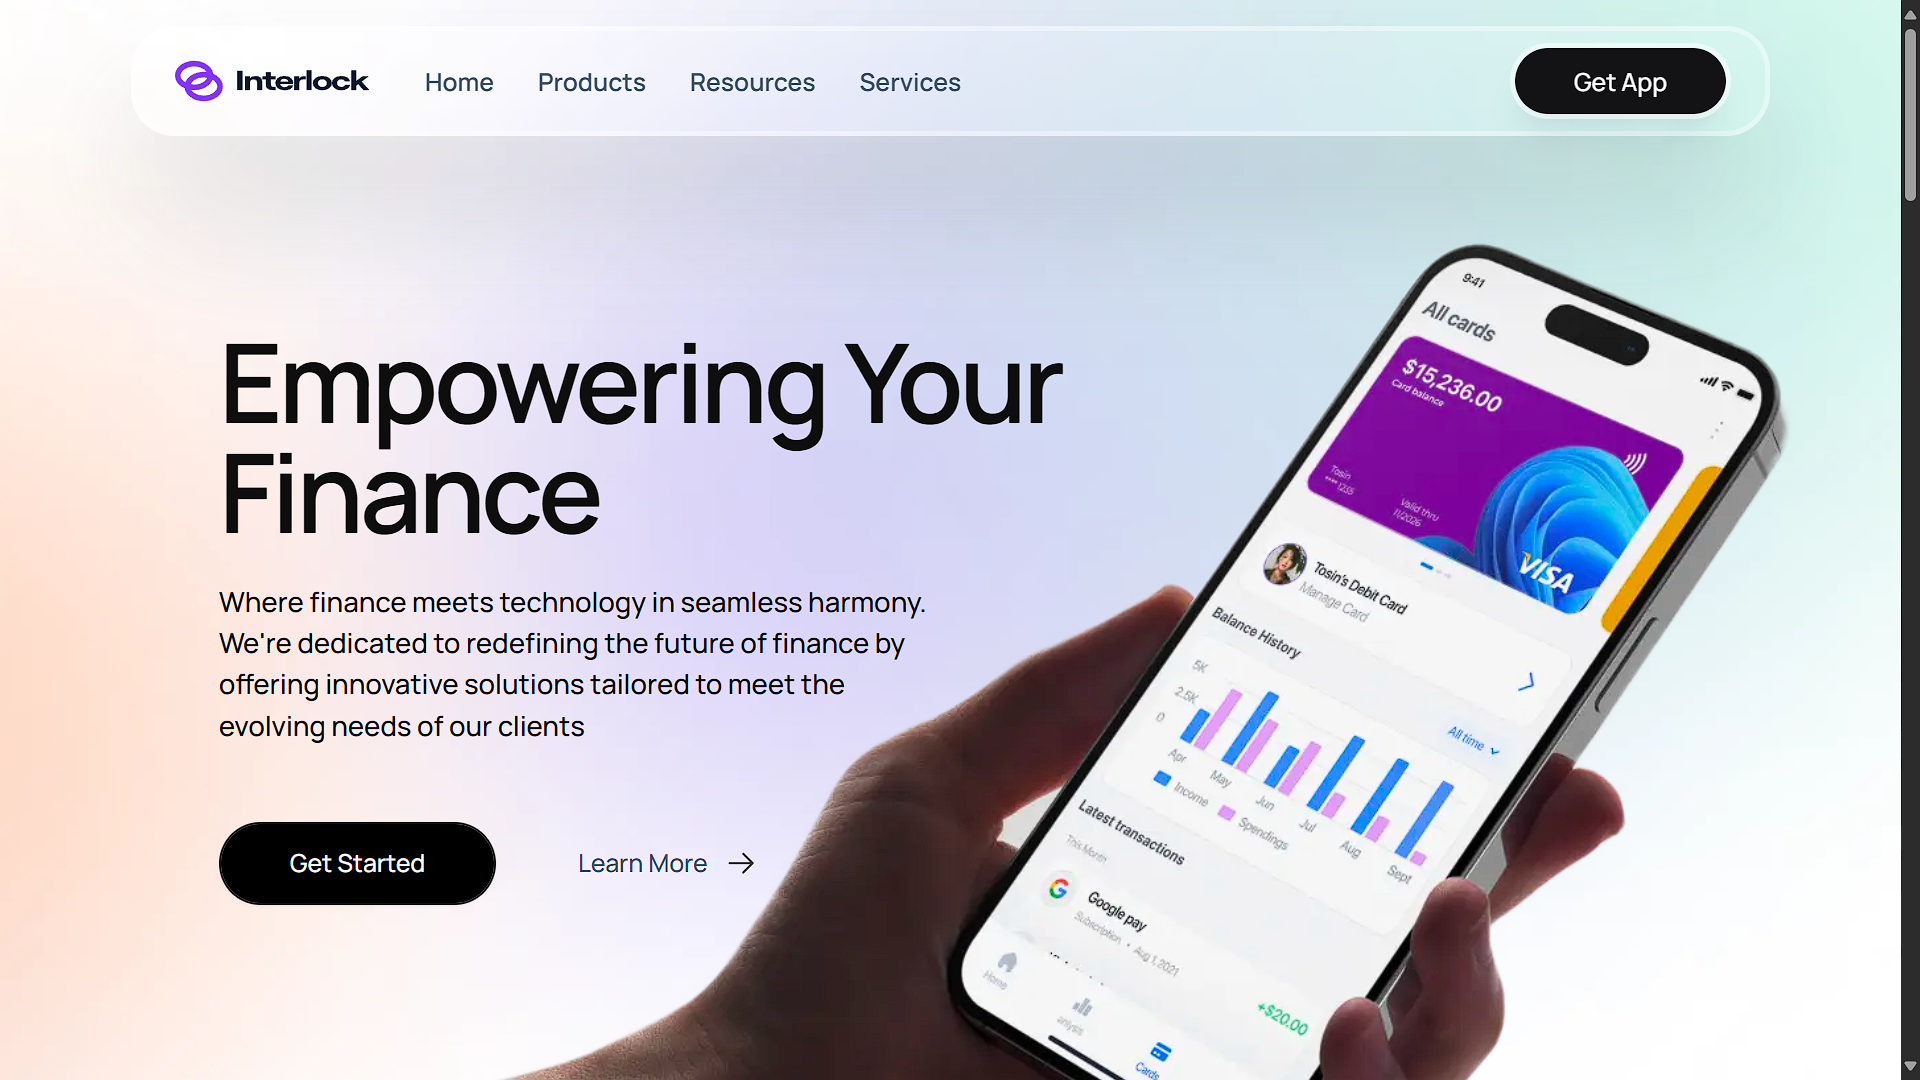 Interlock
Home
Products
Resources
Services
Get App
Empowering Your
Finance
Where finance meets technology in seamless harmony.
We're dedicated to redefining the future of finance by
offering innovative solutions tailored to meet the
evolving needs of our clients
Get Started
Learn More
9:41
All cards
$15,236.00
Card balance
Tosin
**** 1235
Valid thru
11/2026
VISA
Tosin's Debit Card
Manage Card
Balance History
All time
5K
2.5K
0
Apr
May
Jun
Jul
Aug
Sept
Income
Spendings
Latest transactions
This Month
Google pay
Subscription • Aug 1, 2021
+$20.00
Home
Cards